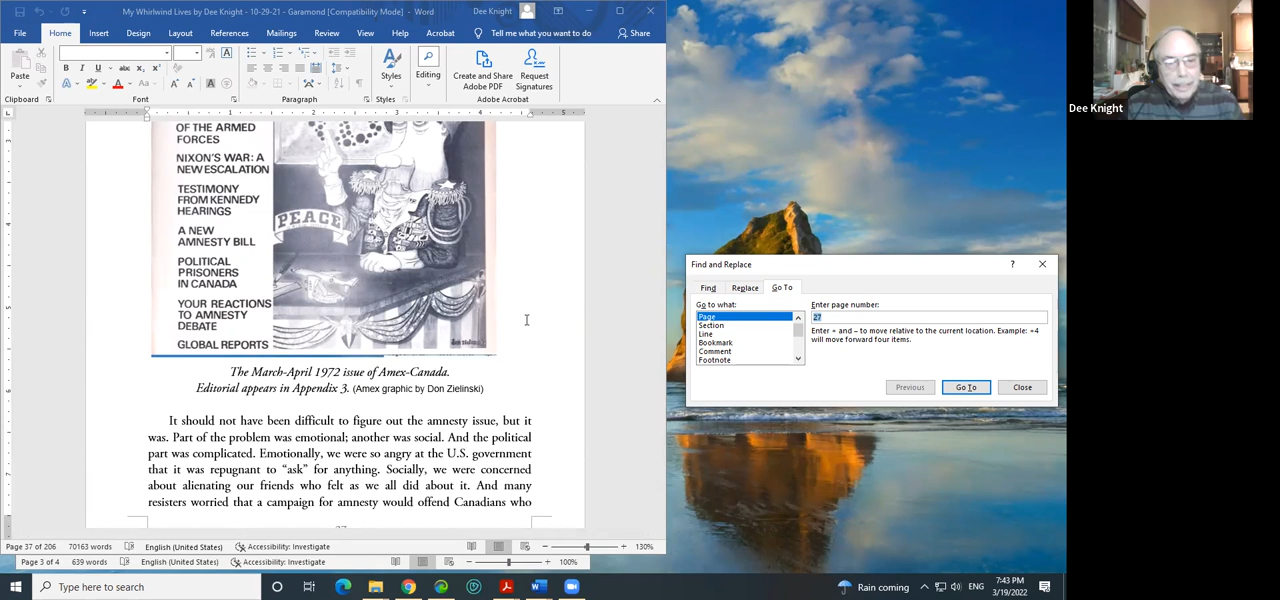 My Whirlwind Lives by Dee Knight - 10-29-21 - Garamond [Compatibility Mode] - Word
Dee Knight
File Home Insert Design Layout References Mailings Review View Help Acrobat Tell me what you want to do Share
Paste
Styles
Editing
Create and Share Adobe PDF
Request Signatures
Clipboard Font Paragraph Styles Adobe Acrobat
OF THE ARMED
FORCES
NIXON'S WAR: A
NEW ESCALATION
TESTIMONY
FROM KENNEDY
HEARINGS
A NEW
AMNESTY BILL
POLITICAL
PRISONERS
IN CANADA
YOUR REACTIONS
TO AMNESTY
DEBATE
GLOBAL REPORTS
PEACE
The March-April 1972 issue of Amex-Canada.
Editorial appears in Appendix 3. (Amex graphic by Don Zielinski)
It should not have been difficult to figure out the amnesty issue, but it
was. Part of the problem was emotional; another was social. And the political
part was complicated. Emotionally, we were so angry at the U.S. government
that it was repugnant to “ask” for anything. Socially, we were concerned
about alienating our friends who felt as we all did about it. And many
resisters worried that a campaign for amnesty would offend Canadians who
Page 37 of 206 70163 words English (United States) Accessibility: Investigate 130%
Page 3 of 4 639 words English (United States) Accessibility: Investigate 100%
Find and Replace
Find Replace Go To
Go to what:
Page
Section
Line
Bookmark
Comment
Footnote
Enter page number:
27
Enter + and – to move relative to the current location. Example: +4
will move forward four items.
Previous Go To Close
Dee Knight
Type here to search
Rain coming
ENG
7:43 PM
3/19/2022